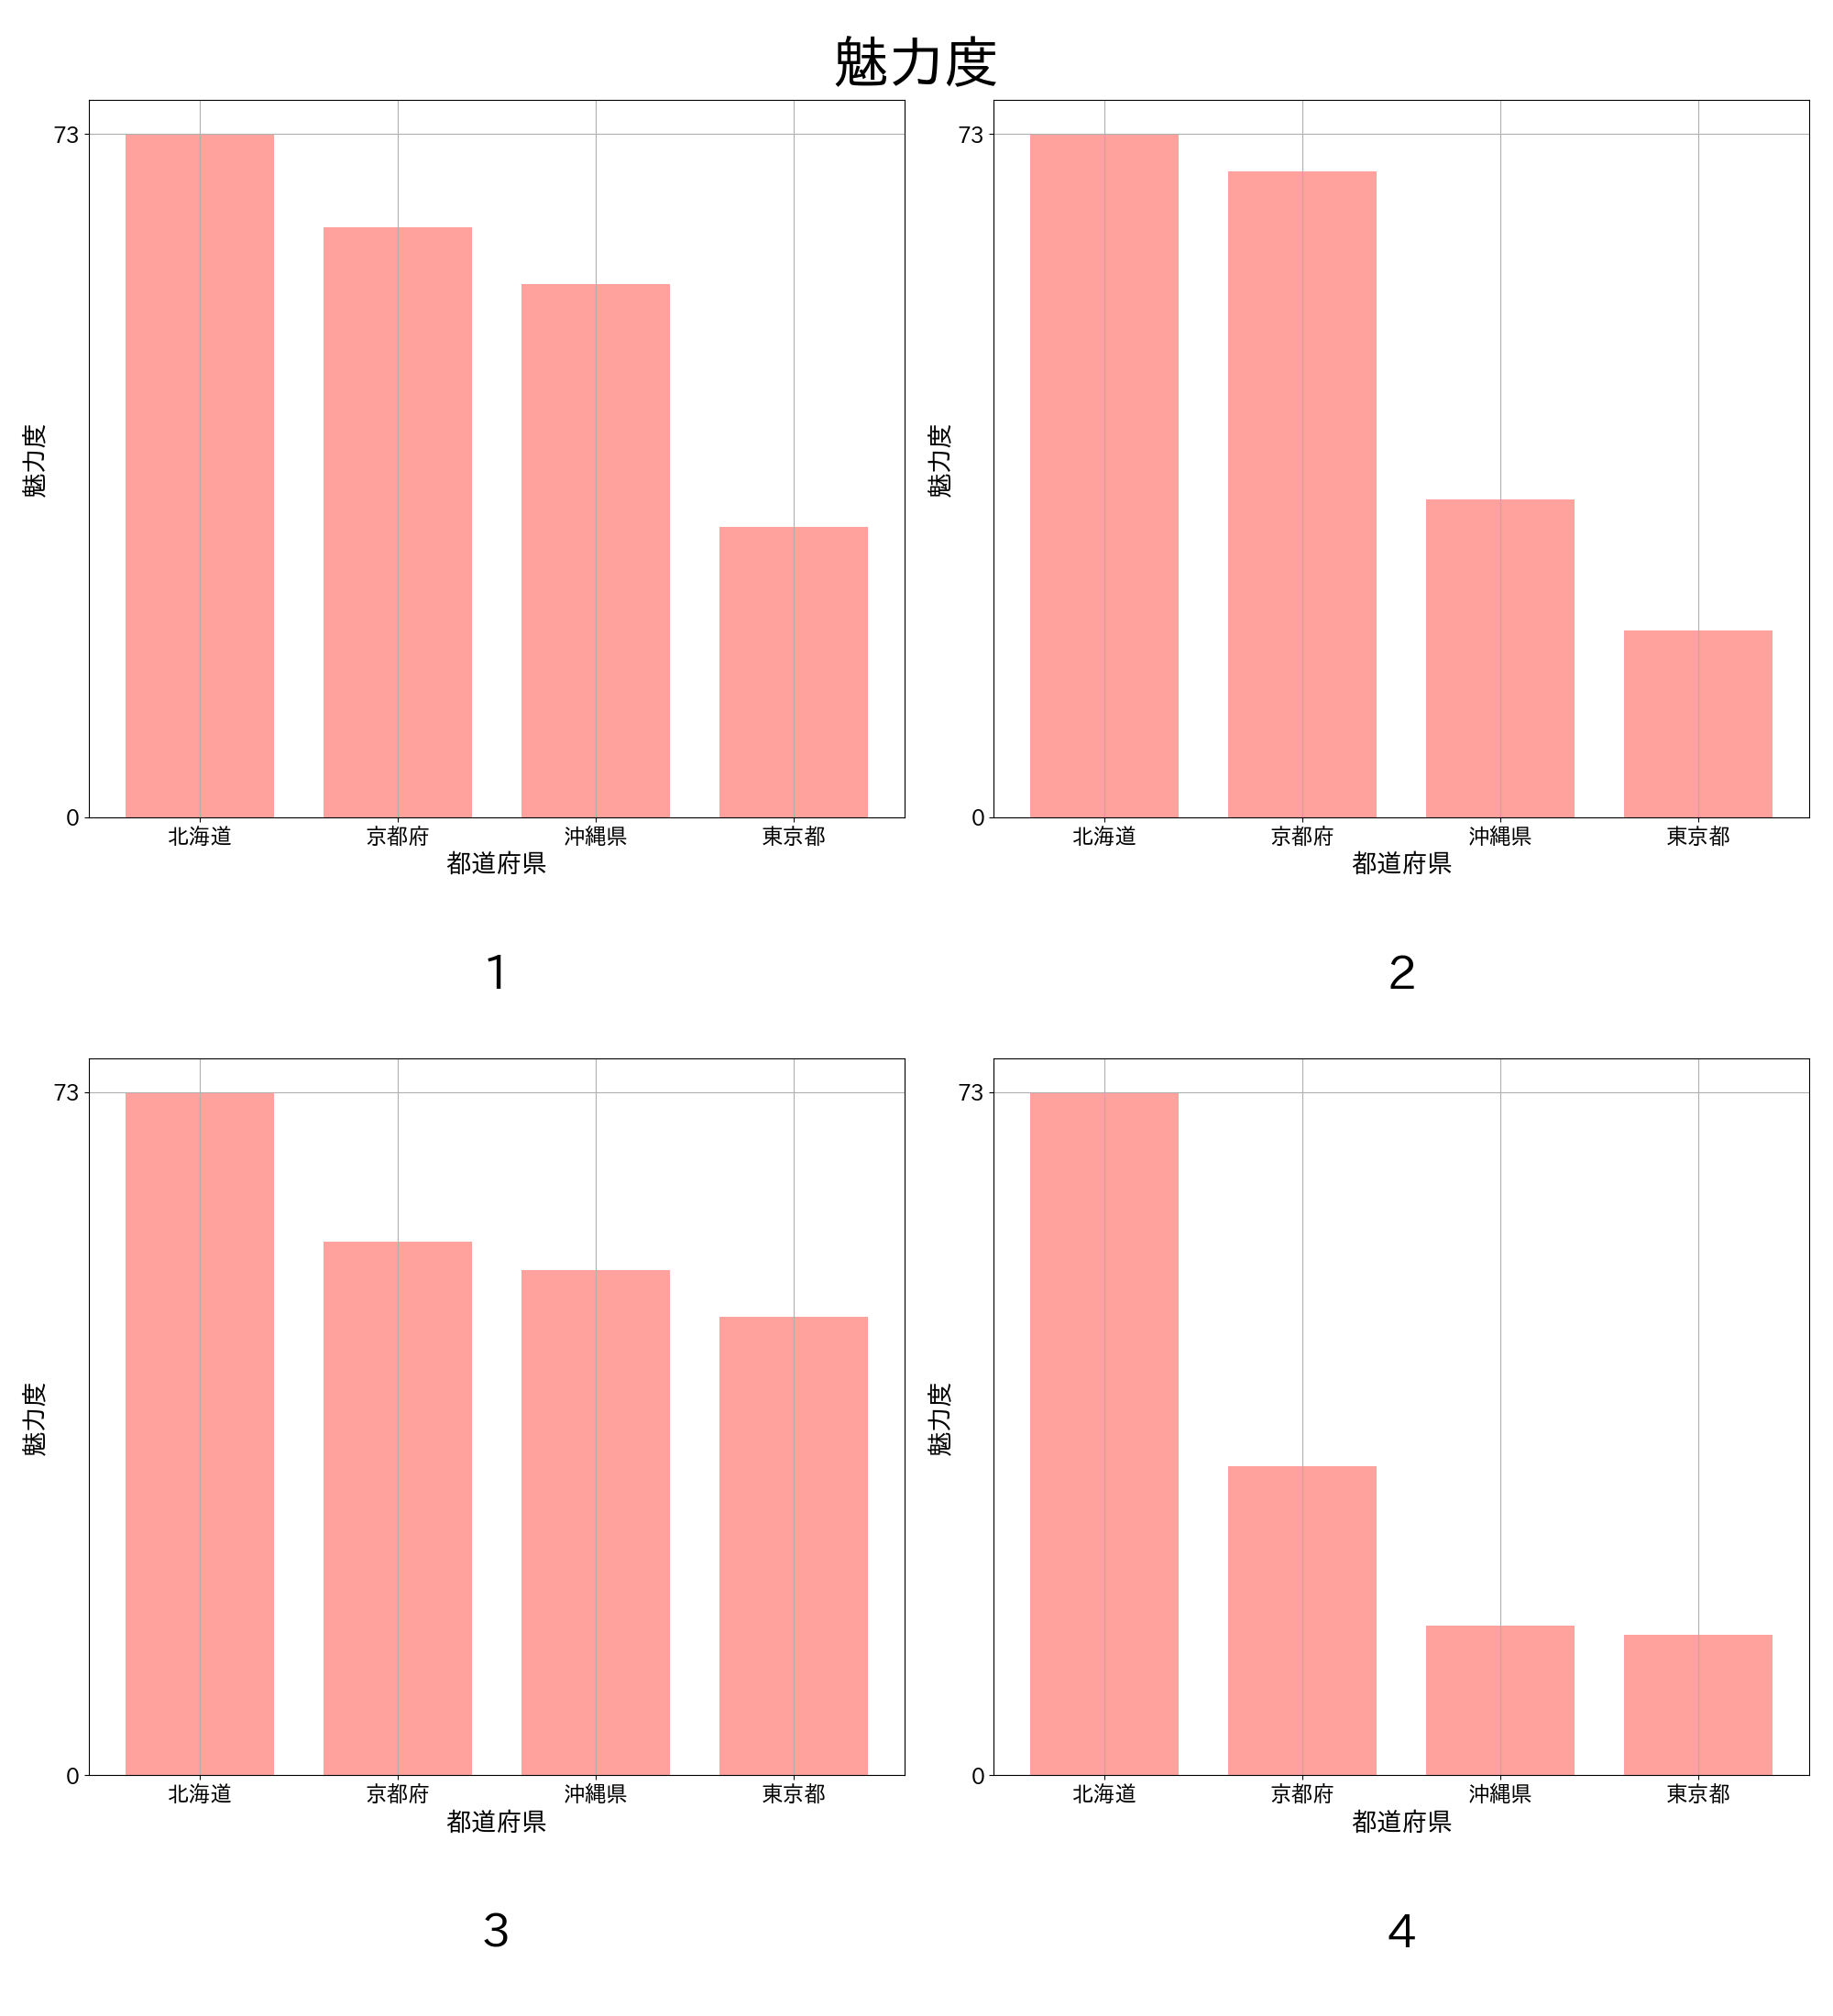 魅力度
73
魅力度
0
北海道 京都府 沖縄県 東京都
都道府県
1
73
魅力度
0
北海道 京都府 沖縄県 東京都
都道府県
2
73
魅力度
0
北海道 京都府 沖縄県 東京都
都道府県
3
73
魅力度
0
北海道 京都府 沖縄県 東京都
都道府県
4